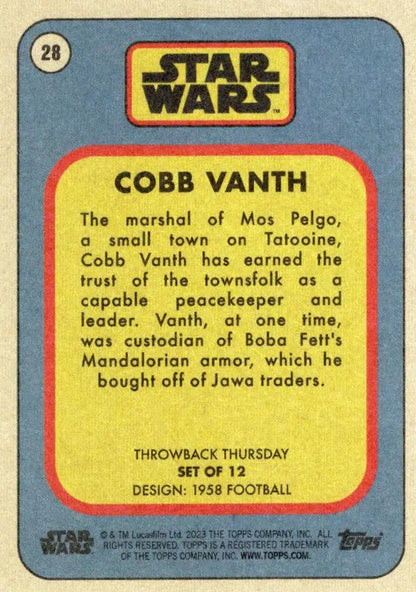 28
STAR
WARS™
COBB VANTH
The marshal of Mos Pelgo,
a small town on Tatooine,
Cobb Vanth has earned the
trust of the townsfolk as a
capable peacekeeper and
leader. Vanth, at one time,
was custodian of Boba Fett's
Mandalorian armor, which he
bought off of Jawa traders.
THROWBACK THURSDAY
SET OF 12
DESIGN: 1958 FOOTBALL
STAR
WARS
© & TM Lucasfilm Ltd. 2023 THE TOPPS COMPANY, INC. ALL
RIGHTS RESERVED. TOPPS IS A REGISTERED TRADEMARK
OF THE TOPPS COMPANY, INC. WWW.TOPPS.COM.
Topps